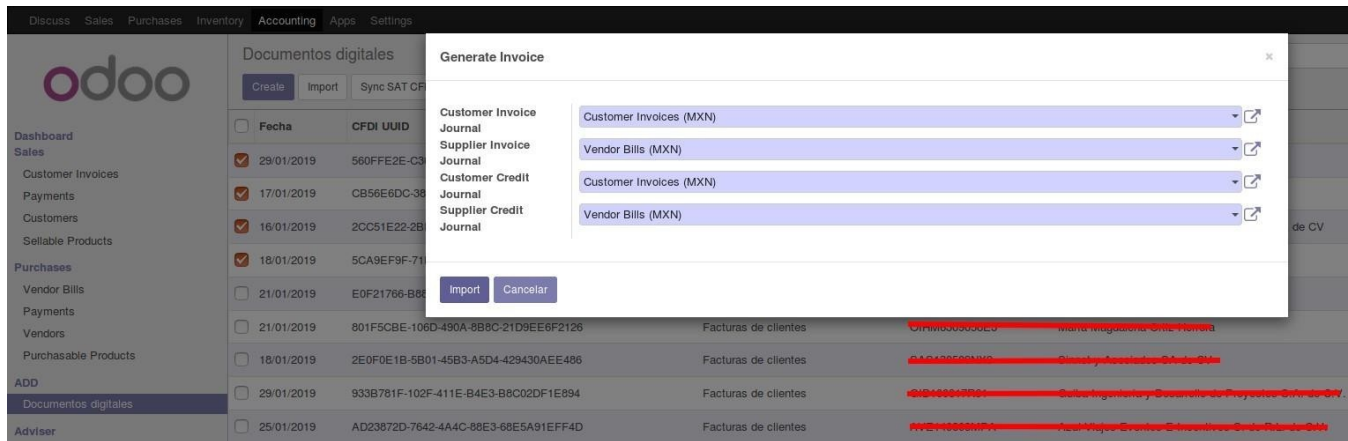 Discuss Sales Purchases Inventory Accounting Apps Settings
odoo
Dashboard
Sales
Customer Invoices
Payments
Customers
Sellable Products
Purchases
Vendor Bills
Payments
Vendors
Purchasable Products
ADD
Documentos digitales
Adviser
Documentos digitales
Create Import Sync SAT CF
Fecha CFDI UUID
29/01/2019 560FFE2E-C3
17/01/2019 CB56E6DC-38
16/01/2019 2CC51E22-2B de CV
18/01/2019 5CA9EF9F-71
21/01/2019 E0F21766-B8
21/01/2019 801F5CBE-106D-490A-8B8C-21D9EE6F2126 Facturas de clientes
18/01/2019 2E0F0E1B-5B01-45B3-A5D4-429430AEE486 Facturas de clientes
29/01/2019 933B781F-102F-411E-B4E3-B8C02DF1E894 Facturas de clientes
25/01/2019 AD23872D-7642-4A4C-88E3-68E5A91EFF4D Facturas de clientes
Generate Invoice ×
Customer Invoice Journal Customer Invoices (MXN)
Supplier Invoice Journal Vendor Bills (MXN)
Customer Credit Journal Customer Invoices (MXN)
Supplier Credit Journal Vendor Bills (MXN)
Import Cancelar